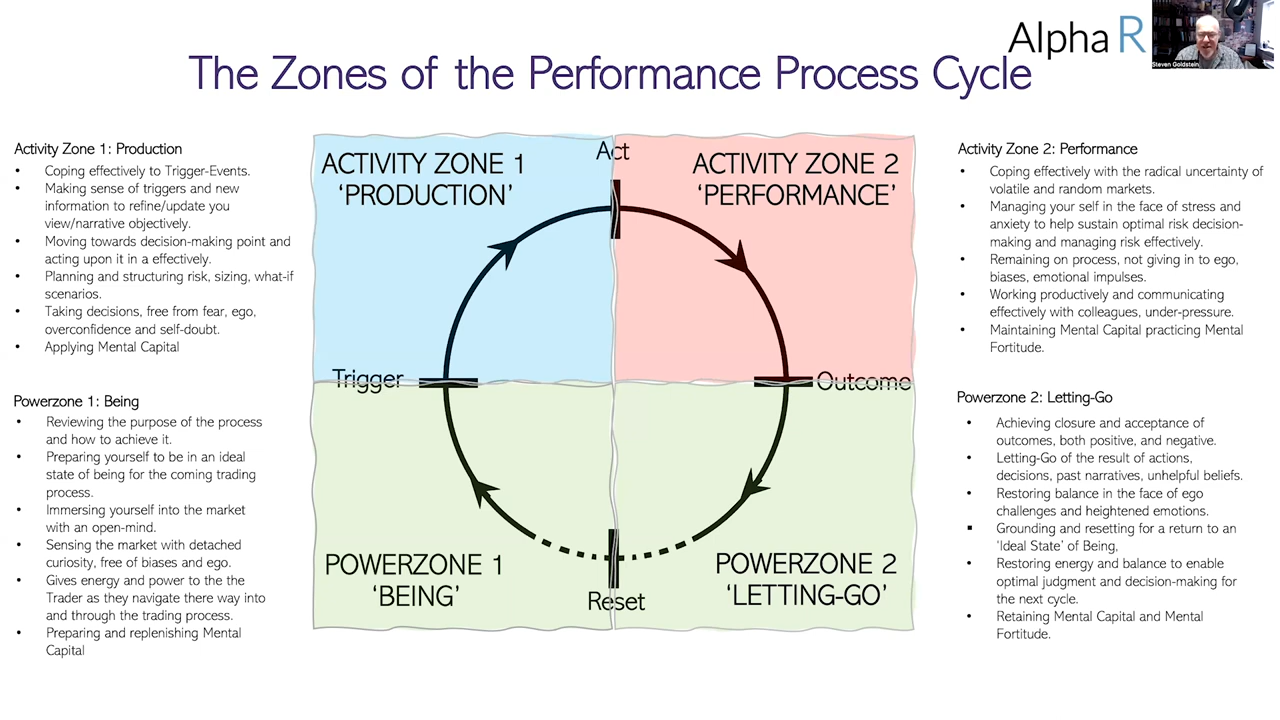 Alpha R
Steven Goldstein
The Zones of the Performance Process Cycle
Activity Zone 1: Production
• Coping effectively to Trigger-Events.
• Making sense of triggers and new
information to refine/update you
view/narrative objectively.
• Moving towards decision-making point and
acting upon it in a effectively.
• Planning and structuring risk, sizing, what-if
scenarios.
• Taking decisions, free from fear, ego,
overconfidence and self-doubt.
• Applying Mental Capital
Powerzone 1: Being
• Reviewing the purpose of the process
and how to achieve it.
• Preparing yourself to be in an ideal
state of being for the coming trading
process.
• Immersing yourself into the market
with an open-mind.
• Sensing the market with detached
curiosity, free of biases and ego.
• Gives energy and power to the the
Trader as they navigate there way into
and through the trading process.
• Preparing and replenishing Mental
Capital
ACTIVITY ZONE 1
'PRODUCTION'
Act
ACTIVITY ZONE 2
'PERFORMANCE'
Trigger
Outcome
POWERZONE 1
'BEING'
Reset
POWERZONE 2
'LETTING-GO'
Activity Zone 2: Performance
• Coping effectively with the radical uncertainty of
volatile and random markets.
• Managing your self in the face of stress and
anxiety to help sustain optimal risk decision-
making and managing risk effectively.
• Remaining on process, not giving in to ego,
biases, emotional impulses.
• Working productively and communicating
effectively with colleagues, under-pressure.
• Maintaining Mental Capital practicing Mental
Fortitude.
Powerzone 2: Letting-Go
• Achieving closure and acceptance of
outcomes, both positive, and negative.
• Letting-Go of the result of actions,
decisions, past narratives, unhelpful beliefs.
• Restoring balance in the face of ego
challenges and heightened emotions.
▪ Grounding and resetting for a return to an
'Ideal State' of Being,
• Restoring energy and balance to enable
optimal judgment and decision-making for
the next cycle.
• Retaining Mental Capital and Mental
Fortitude.